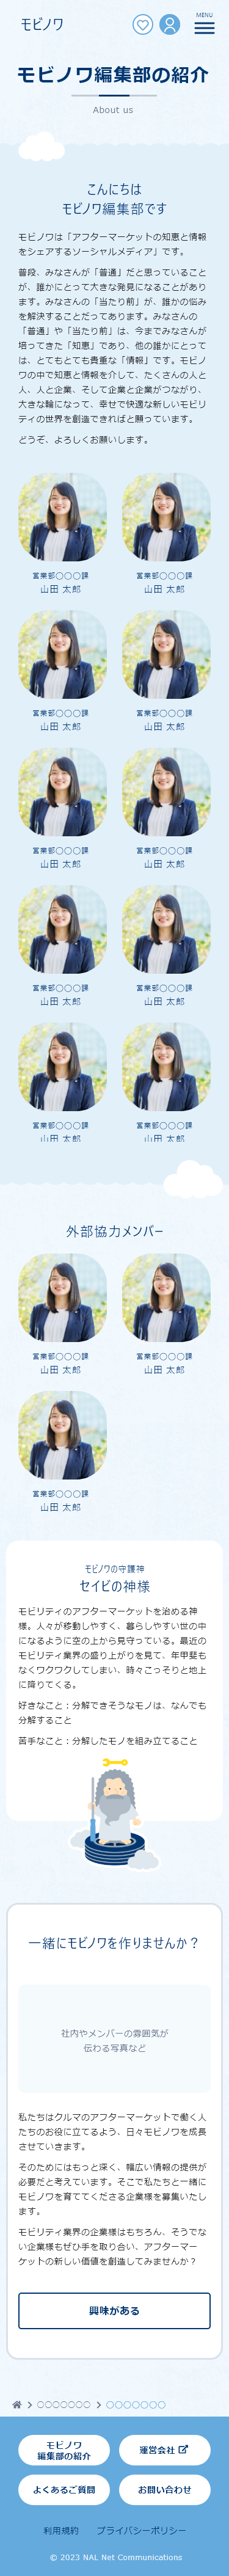 モビノワ
MENU
モビノワ編集部の紹介
About us
こんにちは
モビノワ編集部です
モビノワは「アフターマーケットの知恵と情報
をシェアするソーシャルメディア」です。
普段、みなさんが「普通」だと思っていること
が、誰かにとって大きな発見になることがあり
ます。みなさんの「当たり前」が、誰かの悩み
を解決することだってあります。みなさんの
「普通」や「当たり前」は、今までみなさんが
培ってきた「知恵」であり、他の誰かにとって
は、とてもとても貴重な「情報」です。モビノ
ワの中で知恵と情報を介して、たくさんの人と
人、人と企業、そして企業と企業がつながり、
大きな輪になって、幸せで快適な新しいモビリ
ティの世界を創造できればと願っています。
どうぞ、よろしくお願いします。
営業部〇〇〇課
山田 太郎
営業部〇〇〇課
山田 太郎
営業部〇〇〇課
山田 太郎
営業部〇〇〇課
山田 太郎
営業部〇〇〇課
山田 太郎
営業部〇〇〇課
山田 太郎
営業部〇〇〇課
山田 太郎
営業部〇〇〇課
山田 太郎
営業部〇〇〇課
山田 太郎
営業部〇〇〇課
山田 太郎
外部協力メンバー
営業部〇〇〇課
山田 太郎
営業部〇〇〇課
山田 太郎
営業部〇〇〇課
山田 太郎
モビノワの守護神
セイビの神様
モビリティのアフターマーケットを治める神
様。人々が移動しやすく、暮らしやすい世の中
になるように空の上から見守っている。最近の
モビリティ業界の盛り上がりを見て、年甲斐も
なくワクワクしてしまい、時々こっそりと地上
に降りてくる。
好きなこと：分解できそうなモノは、なんでも
分解すること
苦手なこと：分解したモノを組み立てること
一緒にモビノワを作りませんか？
社内やメンバーの雰囲気が
伝わる写真など
私たちはクルマのアフターマーケットで働く人
たちのお役に立てるよう、日々モビノワを成長
させていきます。
そのためにはもっと深く、幅広い情報の提供が
必要だと考えています。そこで私たちと一緒に
モビノワを育ててくださる企業様を募集いたし
ます。
モビリティ業界の企業様はもちろん、そうでな
い企業様もぜひ手を取り合い、アフターマー
ケットの新しい価値を創造してみませんか？
興味がある
〇〇〇〇〇〇〇
〇〇〇〇〇〇〇
モビノワ
編集部の紹介
運営会社
よくあるご質問
お問い合わせ
利用規約
プライバシーポリシー
© 2023 NAL Net Communications